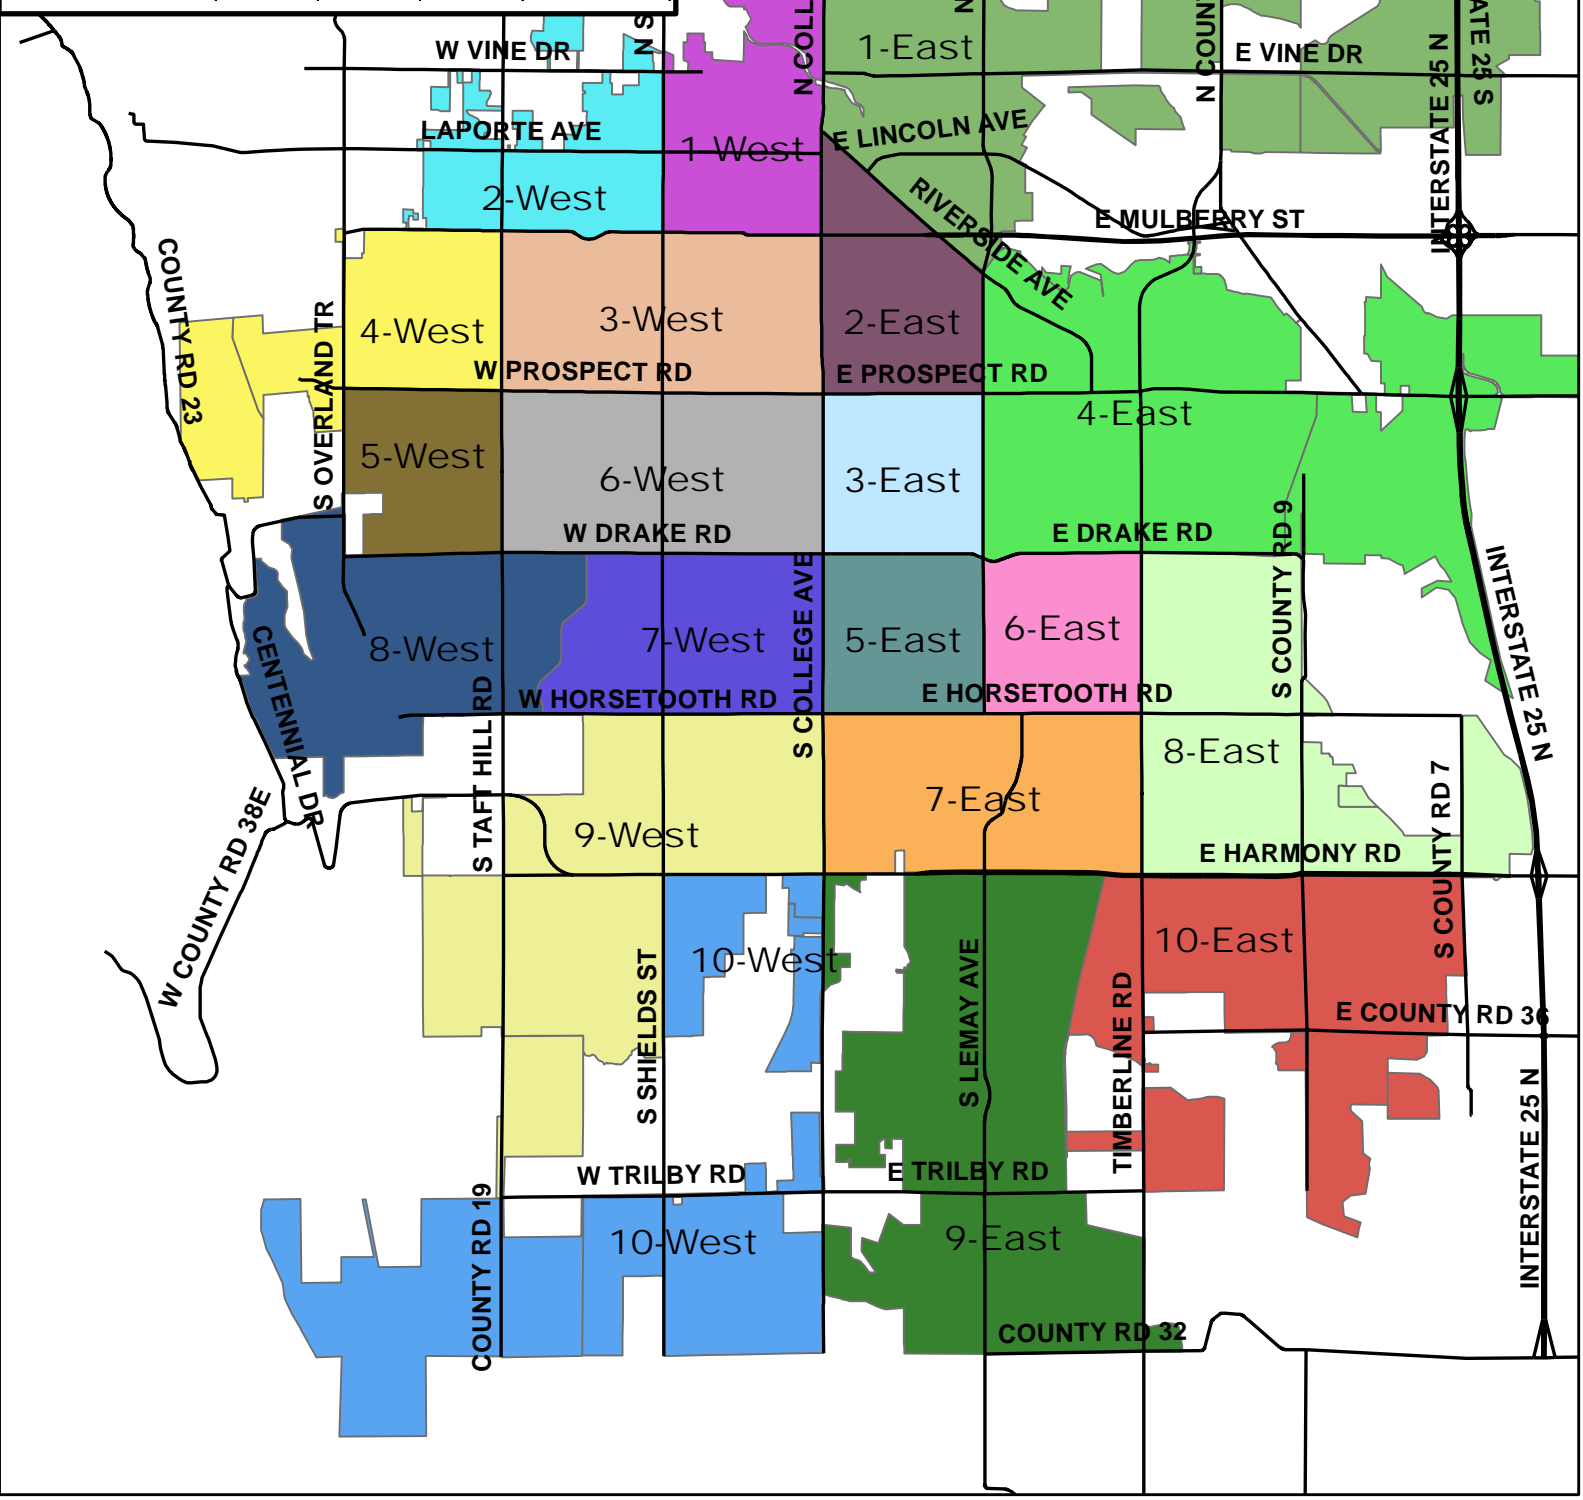 N S
N COLL
N
N COUN
INTERSTATE 25 N
ATE 25 S
W VINE DR
1-East
E VINE DR
LAPORTE AVE
1-West
E LINCOLN AVE
2-West
RIVERSIDE AVE
E MULBERRY ST
COUNTY RD 23
S OVERLAND TR
4-West
3-West
2-East
W PROSPECT RD
E PROSPECT RD
4-East
5-West
6-West
3-East
W DRAKE RD
E DRAKE RD
S COUNTY RD 9
INTERSTATE 25 N
CENTENNIAL DR
8-West
7-West
S COLLEGE AVE
5-East
6-East
W HORSETOOTH RD
E HORSETOOTH RD
S TAFT HILL RD
8-East
S COUNTY RD 7
7-East
9-West
E HARMONY RD
W COUNTY RD 38E
10-West
10-East
S SHIELDS ST
S LEMAY AVE
TIMBERLINE RD
E COUNTY RD 36
INTERSTATE 25 N
W TRILBY RD
E TRILBY RD
COUNTY RD 19
10-West
9-East
COUNTY RD 32